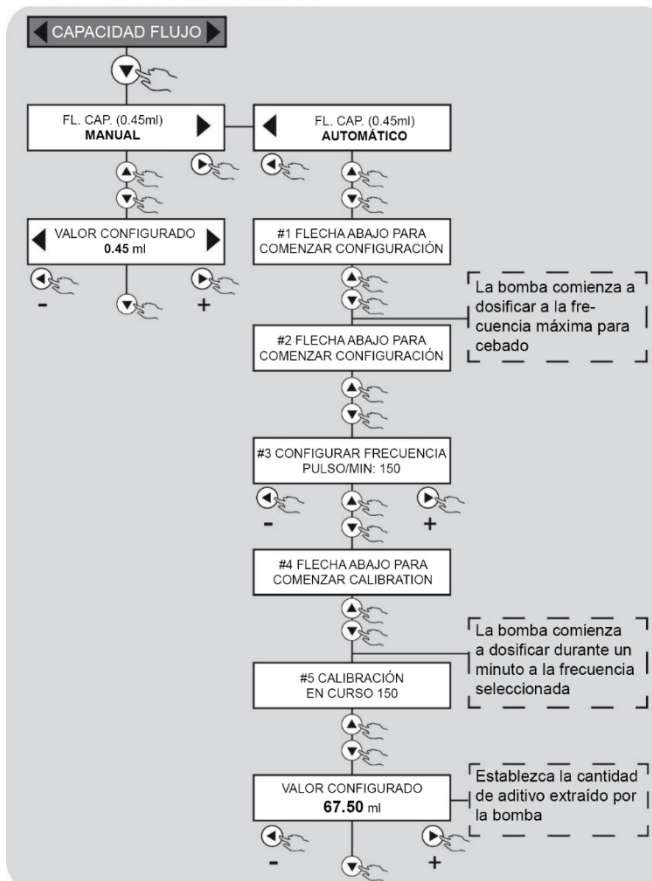 CAPACIDAD FLUJO
FL. CAP. (0.45ml)
MANUAL
FL. CAP. (0.45ml)
AUTOMÁTICO
VALOR CONFIGURADO
0.45 ml
-
+
#1 FLECHA ABAJO PARA
COMENZAR CONFIGURACIÓN
La bomba comienza a
dosificar a la fre-
cuencia máxima para
cebado
#2 FLECHA ABAJO PARA
COMENZAR CONFIGURACIÓN
#3 CONFIGURAR FRECUENCIA
PULSO/MIN: 150
-
+
#4 FLECHA ABAJO PARA
COMENZAR CALIBRATION
La bomba comienza
a dosificar durante un
minuto a la frecuencia
seleccionada
#5 CALIBRACIÓN
EN CURSO 150
VALOR CONFIGURADO
67.50 ml
Establezca la cantidad
de aditivo extraído por
la bomba
-
+